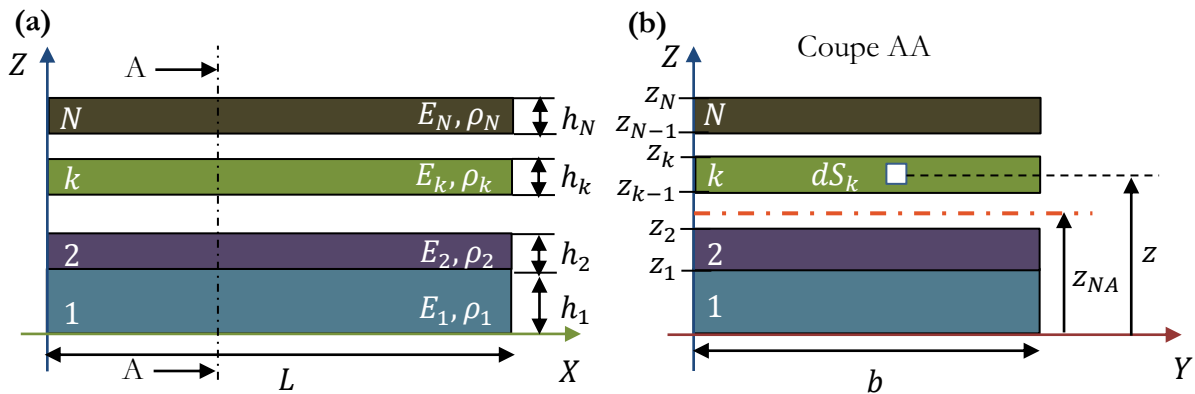 (a)
Z
A
N
E_N, ρ_N
h_N
k
E_k, ρ_k
h_k
2
E_2, ρ_2
h_2
1
E_1, ρ_1
h_1
A
L
X
(b)
Coupe AA
Z
z_N
N
z_{N−1}
z_k
k
dS_k
z_{k−1}
z_2
2
z_1
1
z_{NA}
z
b
Y